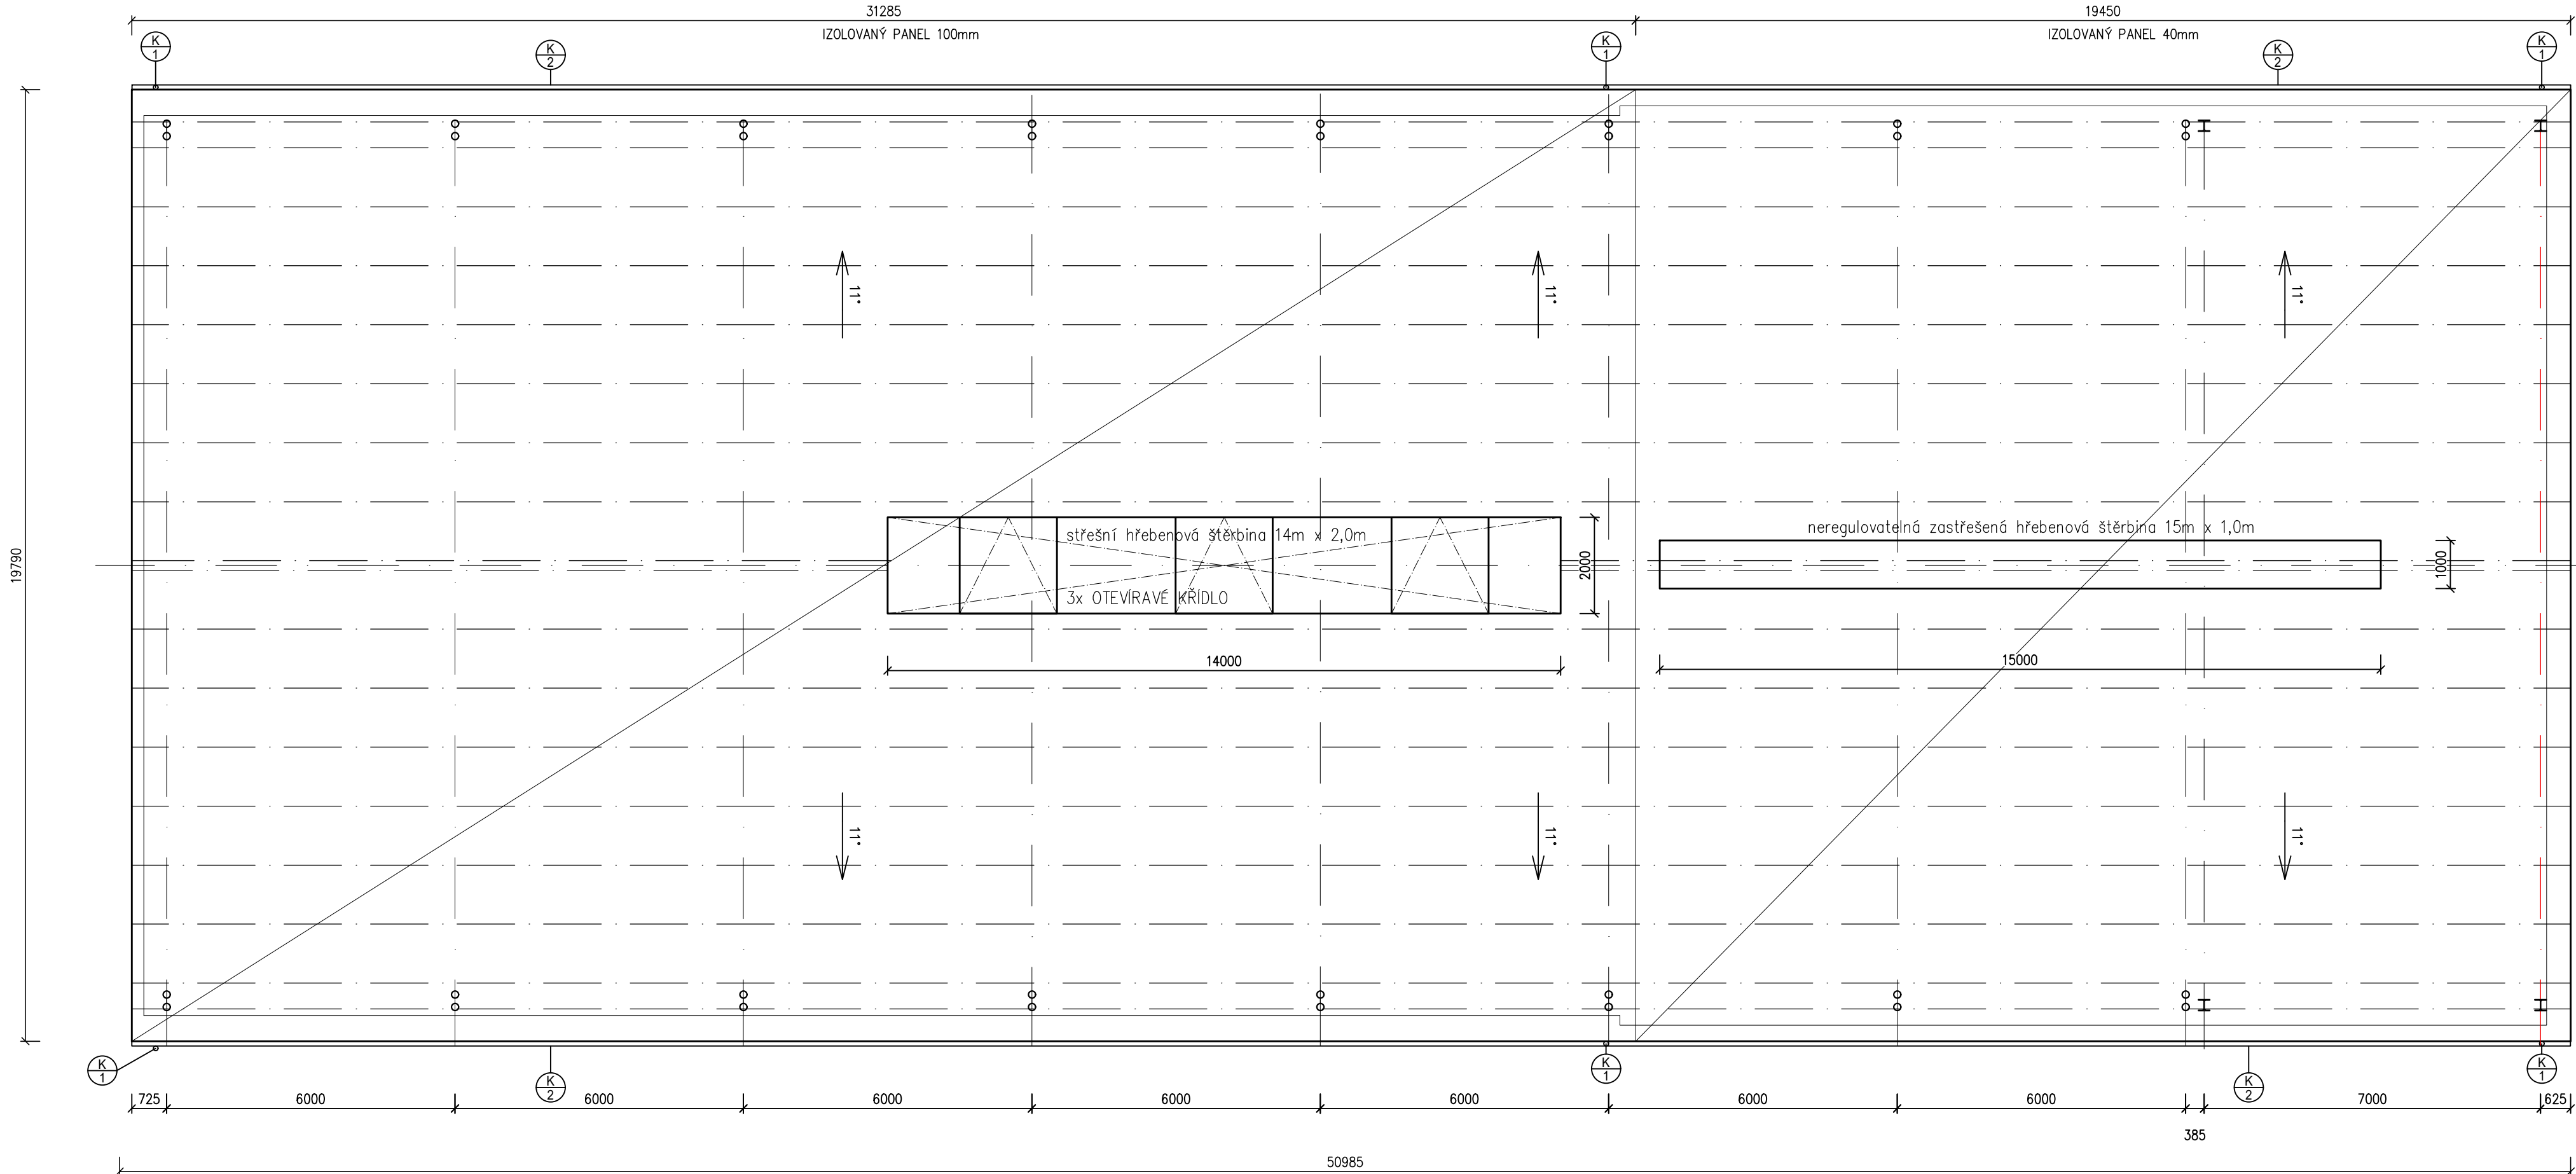 31285
19450
IZOLOVANÝ PANEL 100mm
IZOLOVANÝ PANEL 40mm
K
1
K
2
K
1
K
2
K
1
19790
11°
11°
11°
střešní hřebenová štěrbina 14m x 2,0m
neregulovatelná zastřešená hřebenová štěrbina 15m x 1,0m
2000
1000
3x OTEVÍRAVÉ KŘÍDLO
14000
15000
11°
11°
11°
K
1
K
2
K
1
K
2
K
1
725
6000
6000
6000
6000
6000
6000
6000
7000
625
385
50985